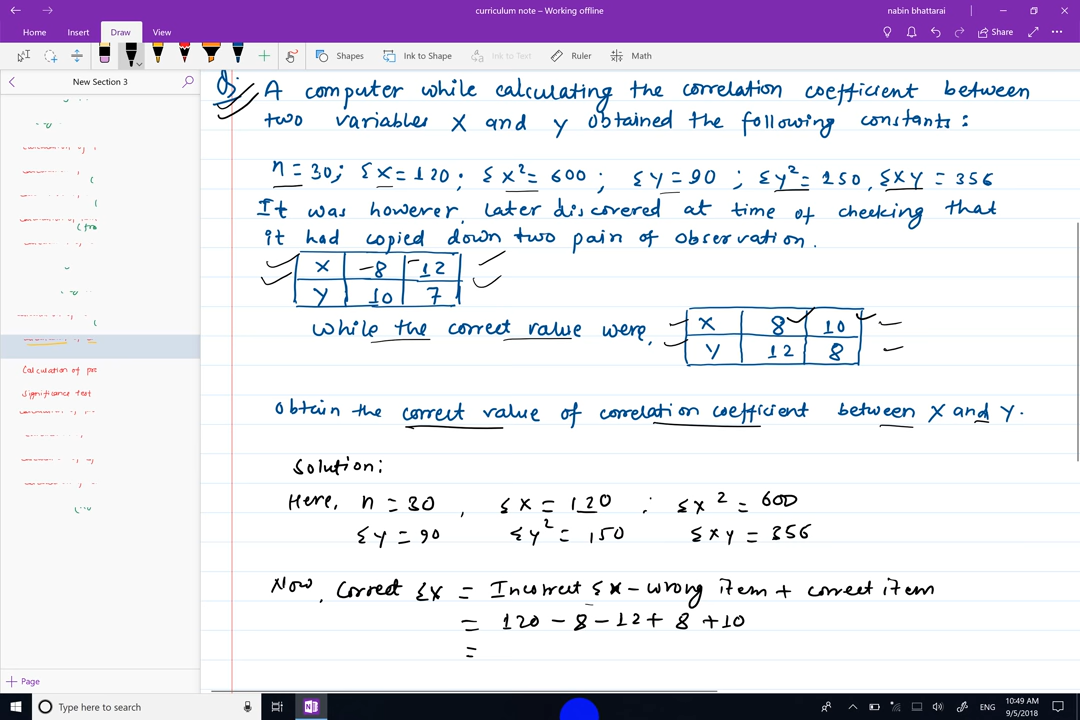 curriculum note – Working offline
nabin bhattarai
Home Insert Draw View
Share
Shapes Ink to Shape Ink to Text Ruler Math
New Section 3
Q. A computer while calculating the correlation coefficient between
two variables X and Y obtained the following constants:
n = 30; Σx = 120; Σx² = 600; Σy = 90; Σy² = 250, Σxy = 356
It was however, later discovered at time of checking that
it had copied down two pain of observation.
X -8 -12
Y 10 7
while the correct value were,
X 8 10
Y 12 8
Obtain the correct value of correlation coefficient between X and Y.
Calculation of pre
Significance test
Solution:
Here, n = 30, Σx = 120; Σx² = 600
Σy = 90 Σy² = 150 Σxy = 356
Now, Correct Σx = Incorrect Σx - wrong item + correct item
= 120 - 8 - 12 + 8 + 10
=
+ Page
Type here to search
ENG
10:49 AM
9/5/2018